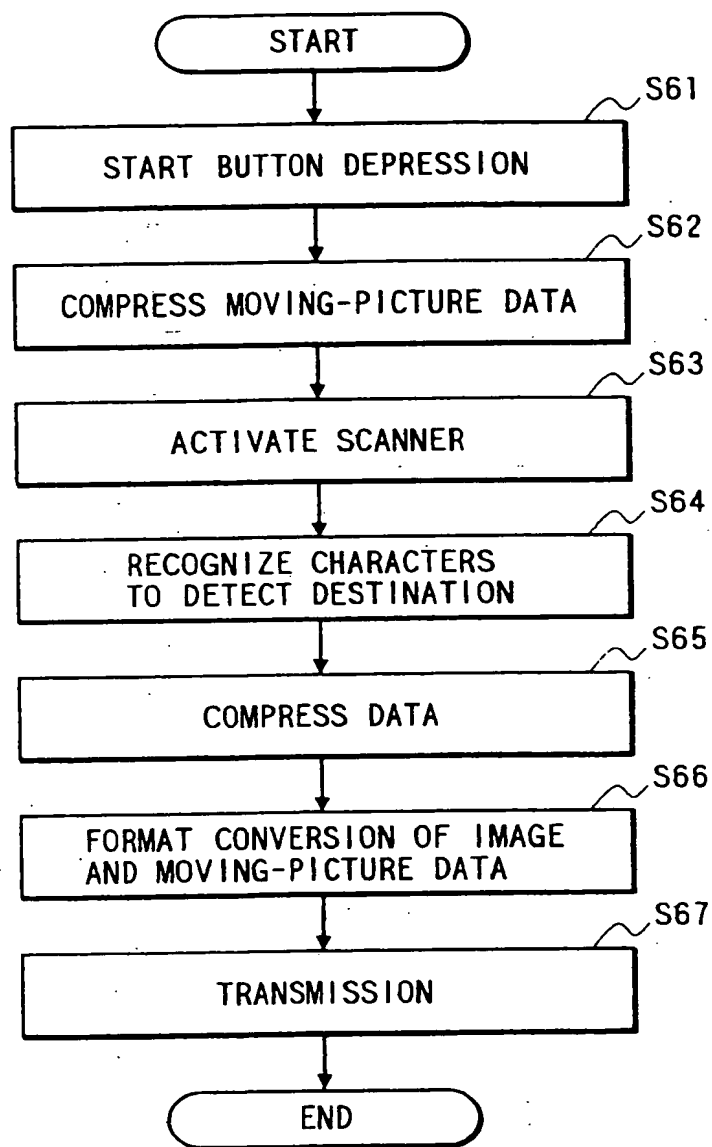 START
S61
START BUTTON DEPRESSION
S62
COMPRESS MOVING-PICTURE DATA
S63
ACTIVATE SCANNER
S64
RECOGNIZE CHARACTERS
TO DETECT DESTINATION
S65
COMPRESS DATA
S66
FORMAT CONVERSION OF IMAGE
AND MOVING-PICTURE DATA
S67
TRANSMISSION
END